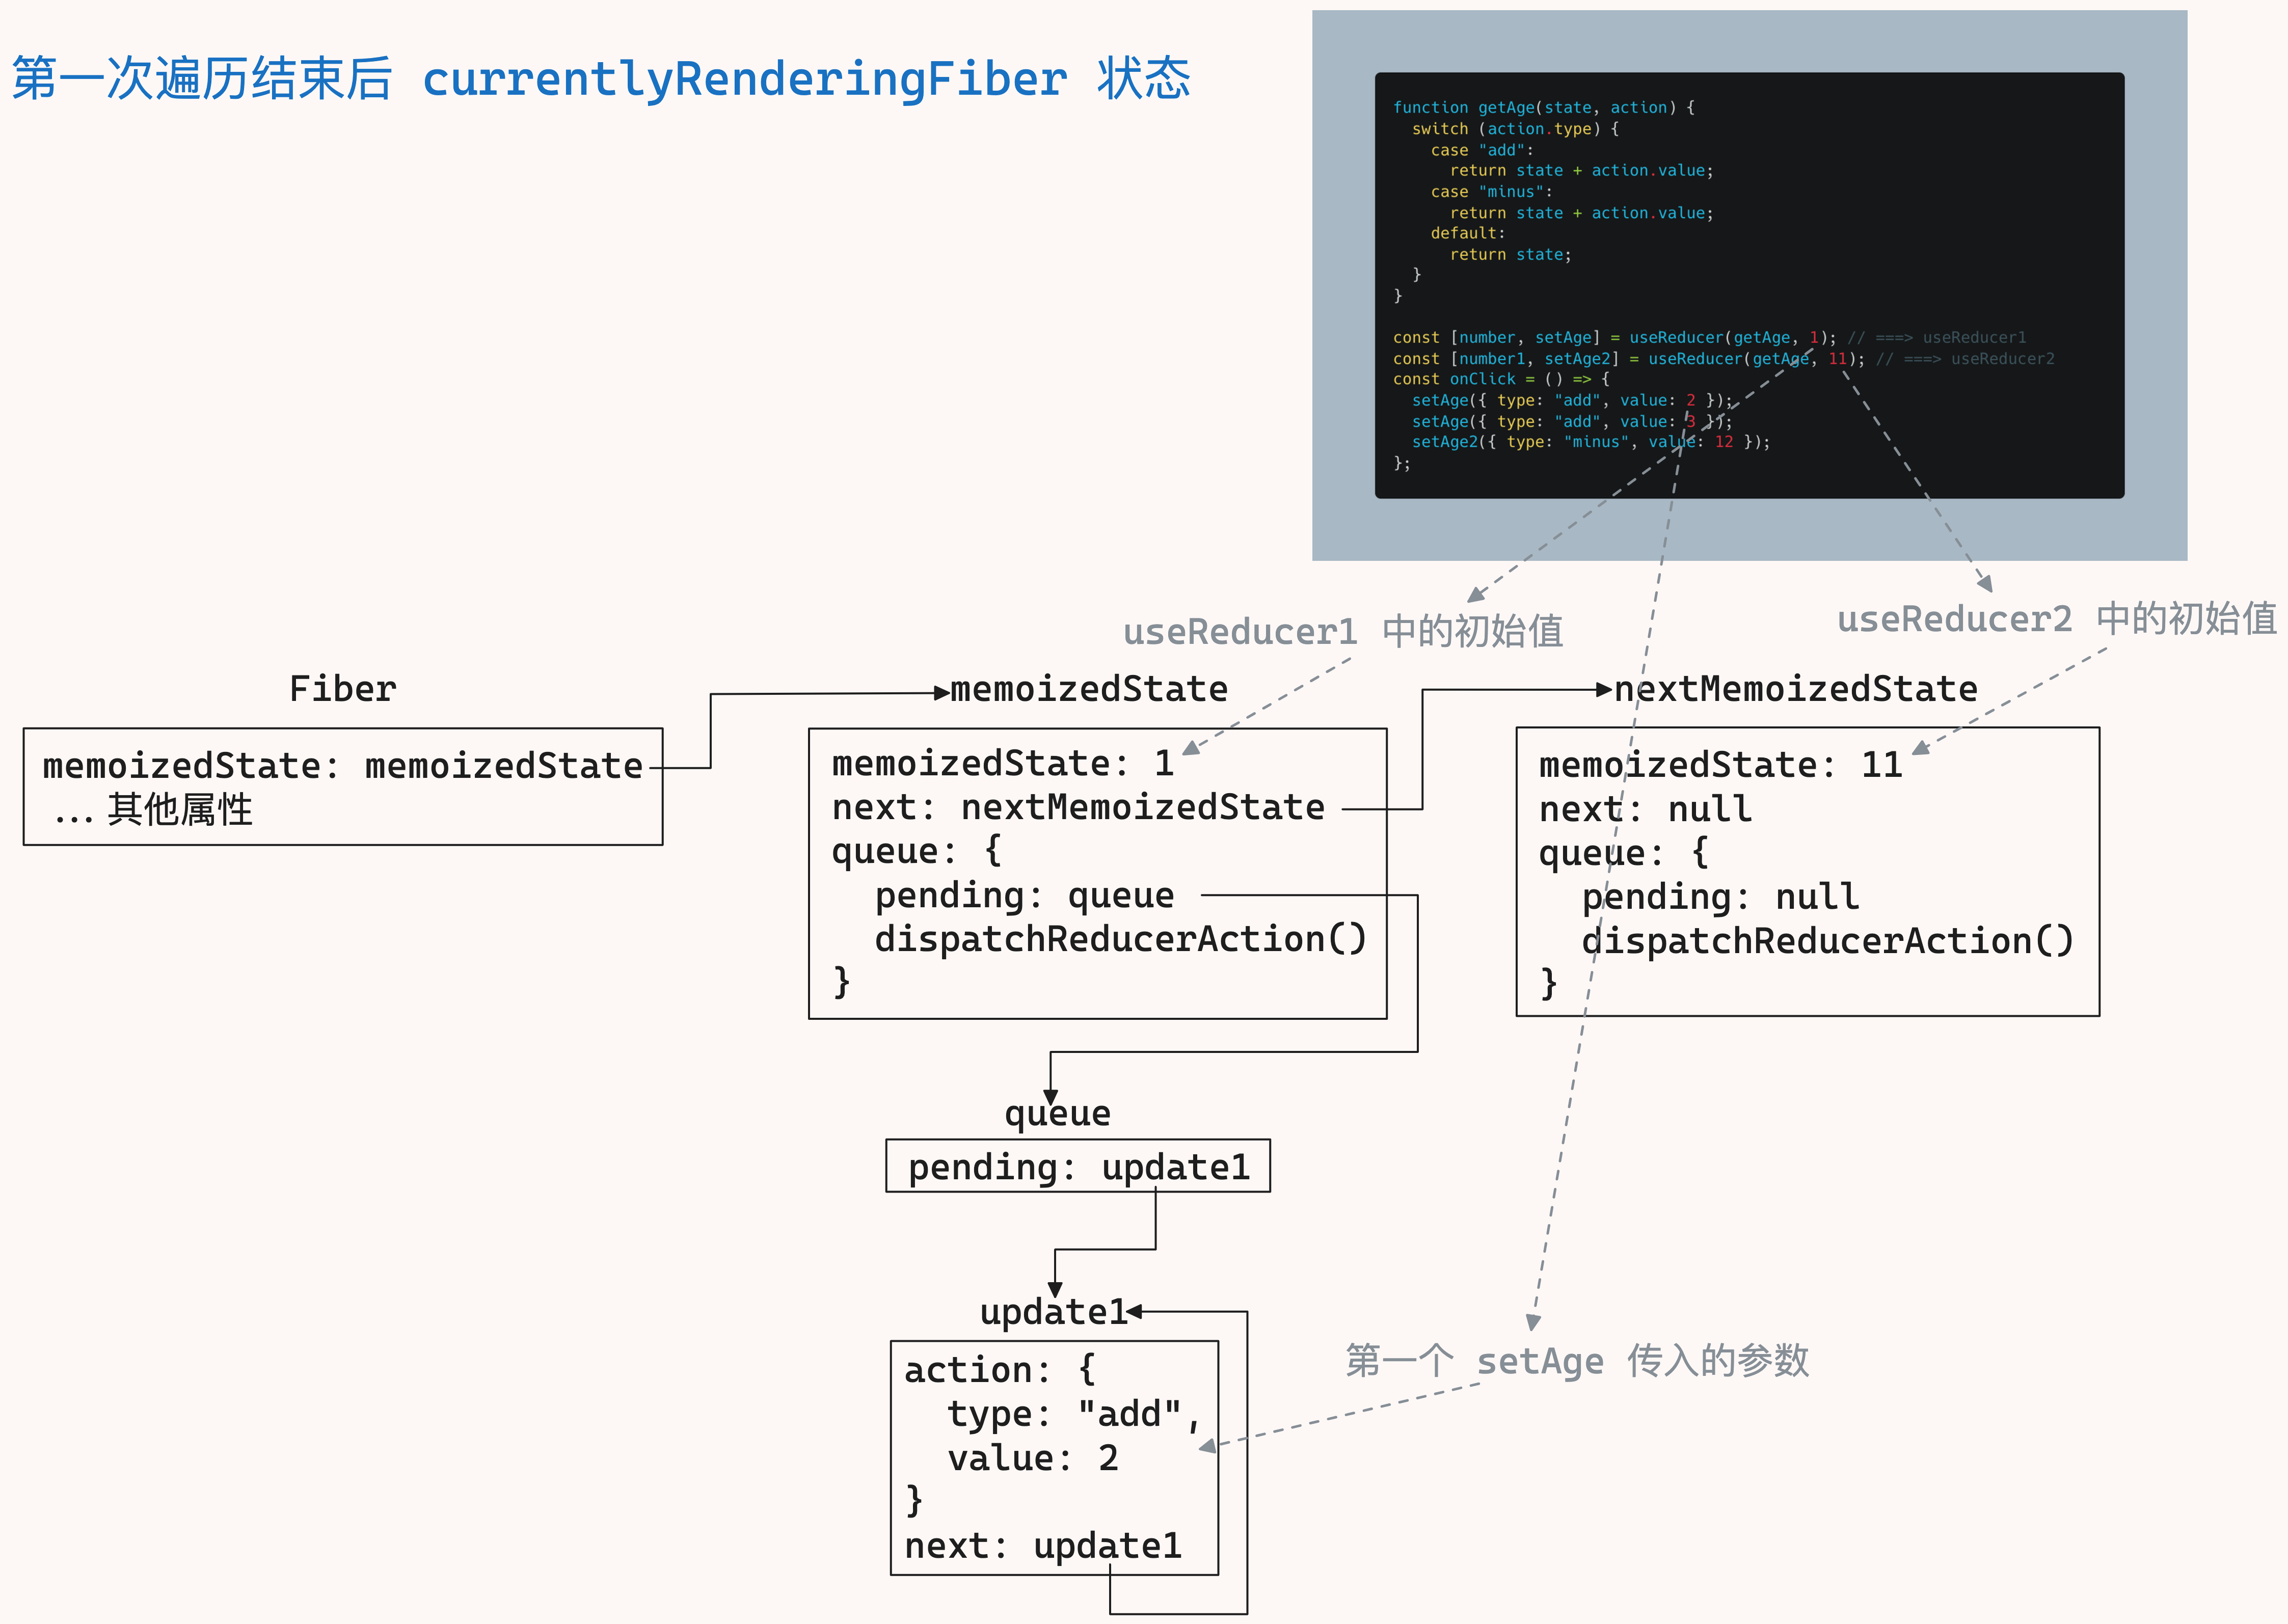 第一次遍历结束后 currentlyRenderingFiber 状态
function getAge(state, action) {
  switch (action.type) {
    case "add":
      return state + action.value;
    case "minus":
      return state + action.value;
    default:
      return state;
  }
}
const [number, setAge] = useReducer(getAge, 1); // ===> useReducer1
const [number1, setAge2] = useReducer(getAge, 11); // ===> useReducer2
const onClick = () => {
  setAge({ type: "add", value: 2 });
  setAge({ type: "add", value: 3 });
  setAge2({ type: "minus", value: 12 });
};
useReducer1 中的初始值
useReducer2 中的初始值
Fiber
memoizedState: memoizedState
... 其他属性
memoizedState
memoizedState: 1
next: nextMemoizedState
queue: {
  pending: queue
  dispatchReducerAction()
}
nextMemoizedState
memoizedState: 11
next: null
queue: {
  pending: null
  dispatchReducerAction()
}
queue
pending: update1
update1
action: {
  type: "add",
  value: 2
}
next: update1
第一个 setAge 传入的参数